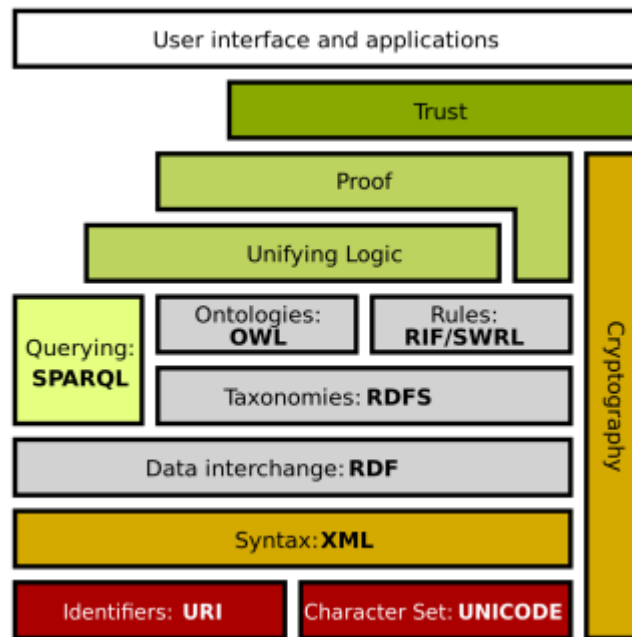 User interface and applications
Trust
Proof
Unifying Logic
Ontologies:
OWL
Rules:
RIF/SWRL
Querying:
SPARQL
Taxonomies: RDFS
Data interchange: RDF
Syntax: XML
Identifiers: URI
Character Set: UNICODE
Cryptography